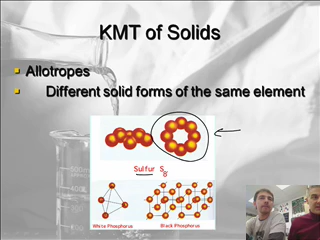 KMT of Solids
Allotropes
Different solid forms of the same element
Sulfur S8
White Phosphorus
Black Phosphorus